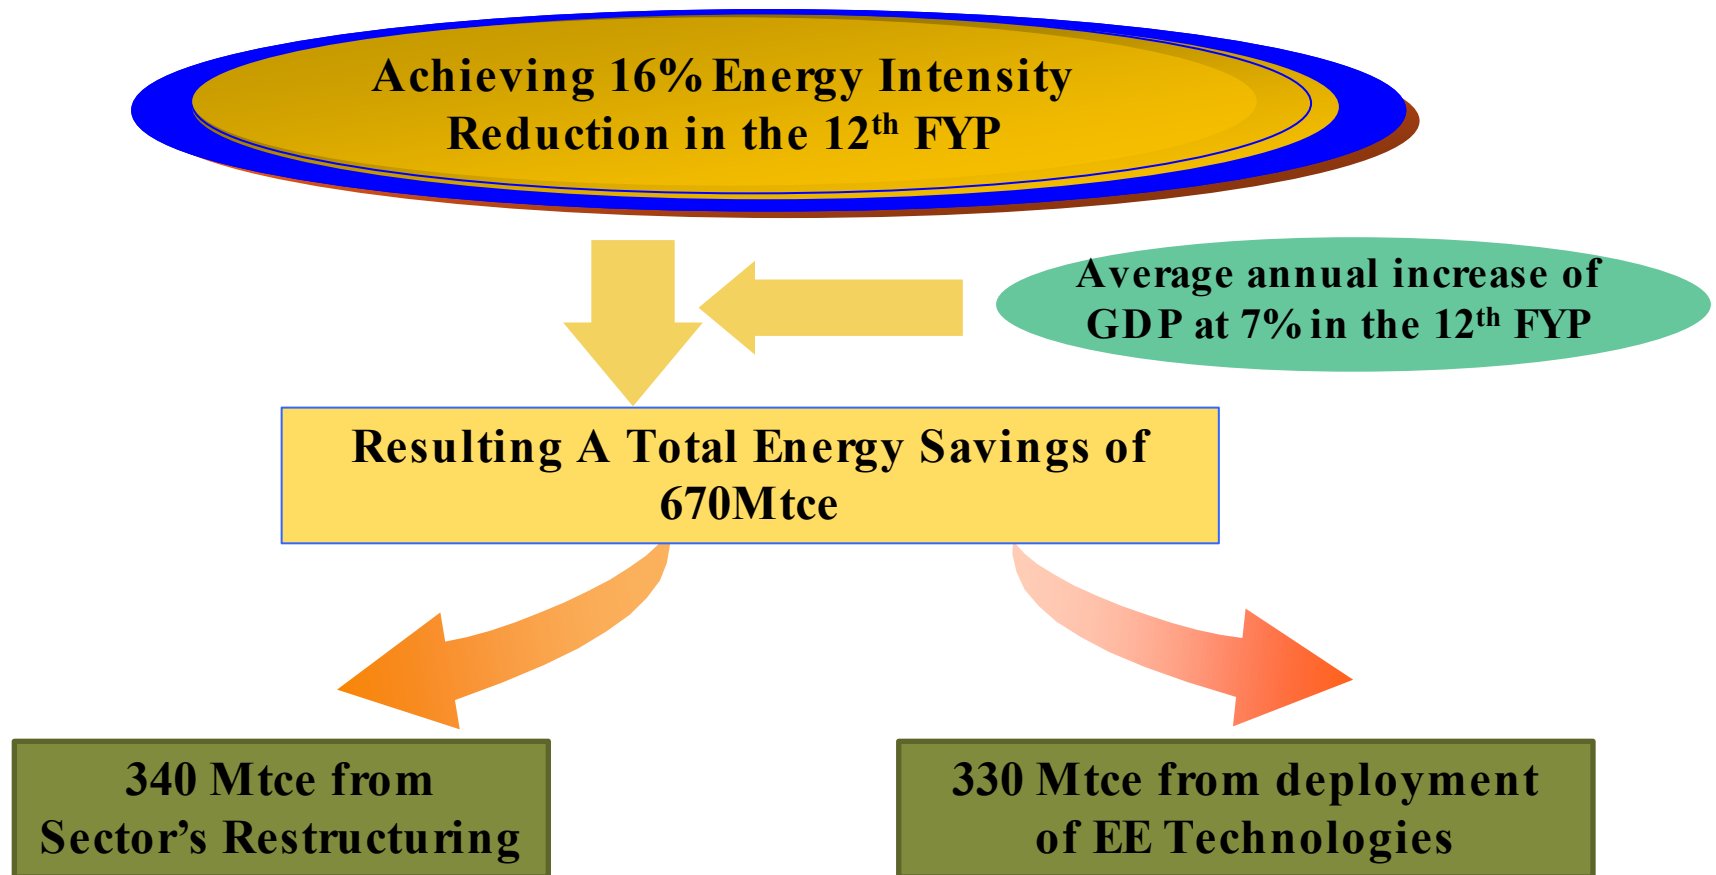 Achieving 16% Energy Intensity
Reduction in the 12th FYP
Average annual increase of
GDP at 7% in the 12th FYP
Resulting A Total Energy Savings of
670Mtce
340 Mtce from
Sector’s Restructuring
330 Mtce from deployment
of EE Technologies